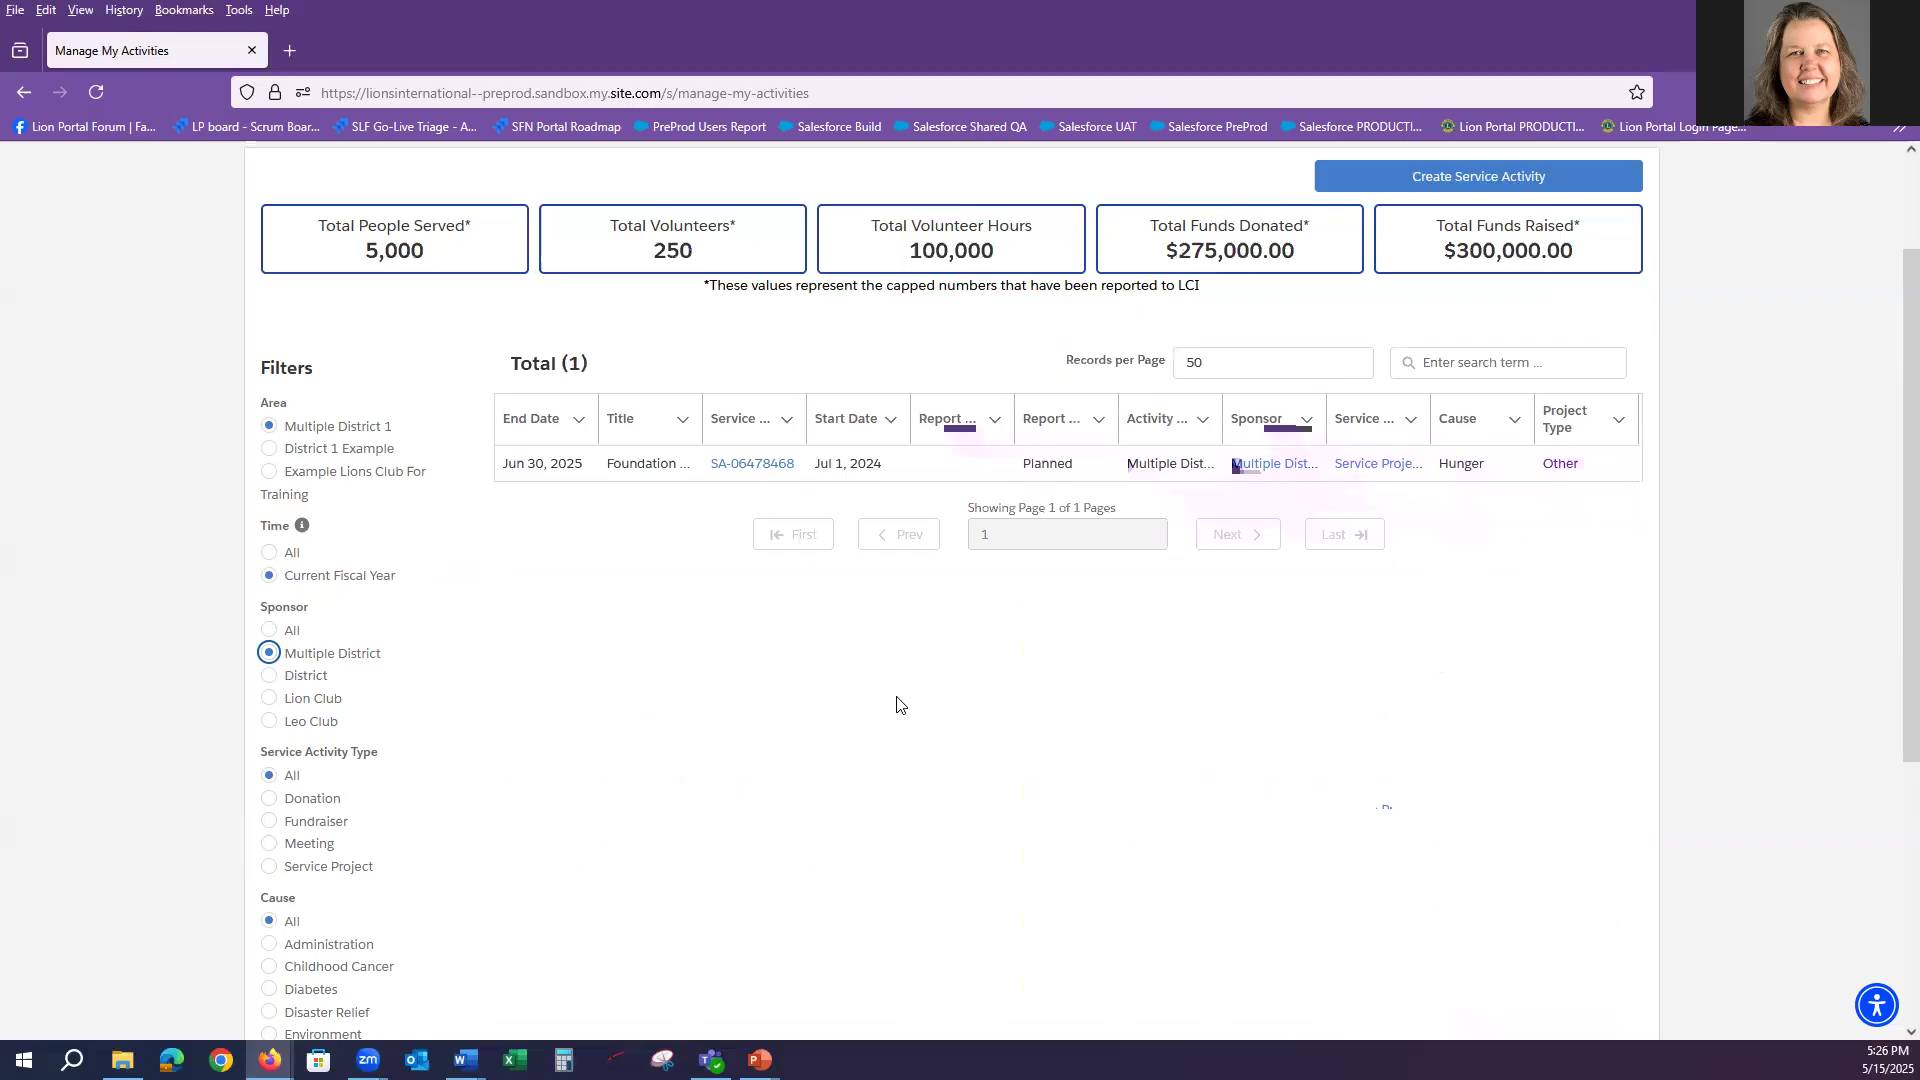 File Edit View History Bookmarks Tools Help
Manage My Activities
https://lionsinternational--preprod.sandbox.my.site.com/s/manage-my-activities
Lion Portal Forum | Fa... LP board - Scrum Boar... SLF Go-Live Triage - A... SFN Portal Roadmap PreProd Users Report Salesforce Build Salesforce Shared QA Salesforce UAT Salesforce PreProd Salesforce PRODUCTI... Lion Portal PRODUCTI... Lion Portal Login Page...
Create Service Activity
Total People Served* Total Volunteers* Total Volunteer Hours Total Funds Donated* Total Funds Raised*
5,000 250 100,000 $275,000.00 $300,000.00
*These values represent the capped numbers that have been reported to LCI
Filters
Total (1) Records per Page 50 Enter search term ...
Area
Multiple District 1
District 1 Example
Example Lions Club For
Training
Time
All
Current Fiscal Year
Sponsor
All
Multiple District
District
Lion Club
Leo Club
Service Activity Type
All
Donation
Fundraiser
Meeting
Service Project
Cause
All
Administration
Childhood Cancer
Diabetes
Disaster Relief
Environment
End Date Title Service ... Start Date Report ... Report ... Activity ... Sponsor Service ... Cause Project
Type
Jun 30, 2025 Foundation ... SA-06478468 Jul 1, 2024 Planned Multiple Dist... Multiple Dist... Service Proje... Hunger Other
Showing Page 1 of 1 Pages
First Prev 1 Next Last
zm
5:26 PM
5/15/2025